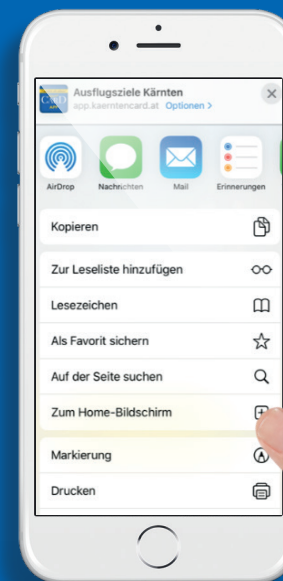 CARD
Ausflugsziele Kärnten
app.kaerntencard.at Optionen >
AirDrop
Nachrichten
Mail
Erinnerungen
Kopieren
Zur Leseliste hinzufügen
Lesezeichen
Als Favorit sichern
Auf der Seite suchen
Zum Home-Bildschirm
Markierung
Drucken